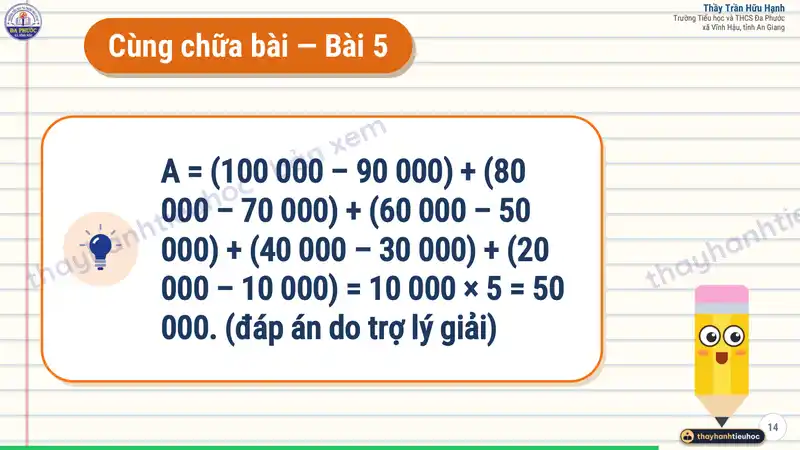 Thầy Trần Hữu Hạnh
Trường Tiểu học và THCS Đa Phước
xã Vĩnh Hậu, tỉnh An Giang
ĐA PHƯỚC
Cùng chữa bài — Bài 5
A = (100 000 – 90 000) + (80
000 – 70 000) + (60 000 – 50
000) + (40 000 – 30 000) + (20
000 – 10 000) = 10 000 × 5 = 50
000. (đáp án do trợ lý giải)
thayhanhtieuhoc
14